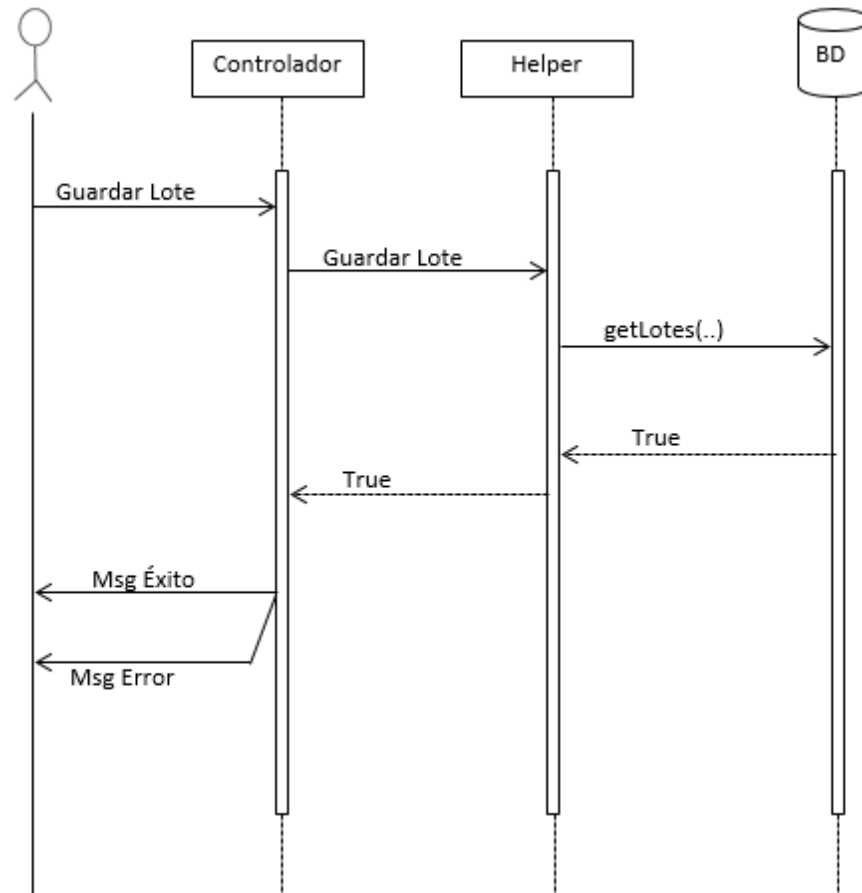 Controlador
Helper
BD
Guardar Lote
Guardar Lote
getLotes(..)
True
True
Msg Éxito
Msg Error